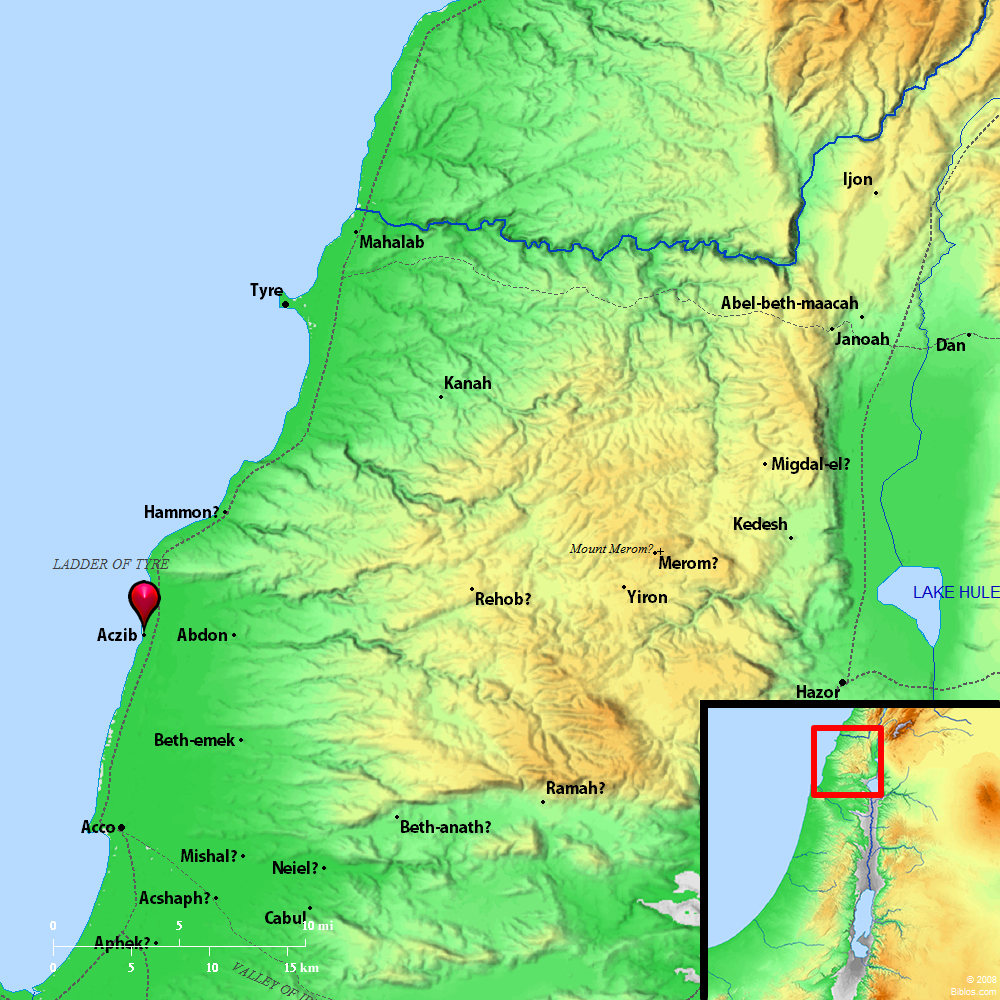 Ijon
Mahalab
Tyre
Abel-beth-maacah
Janoah
Dan
Kanah
Migdal-el?
Hammon?
Kedesh
Mount Merom?
Merom?
LADDER OF TYRE
LAKE HULE
Rehob?
Yiron
Aczib
Abdon
Hazor
Beth-emek
Ramah?
Acco
Beth-anath?
Mishal?
Neiel?
Acshaph?
Cabul
0 5 10 mi
Aphek?
0 5 10 15 km
VALLEY OF
© 2008
Biblos.com